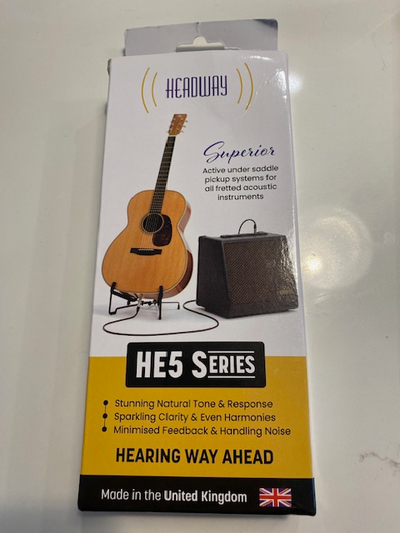 HEADWAY
Superior
Active under saddle
pickup systems for
all fretted acoustic
instruments
HE5 SERIES
Stunning Natural Tone & Response
Sparkling Clarity & Even Harmonies
Minimised Feedback & Handling Noise
HEARING WAY AHEAD
Made in the United Kingdom